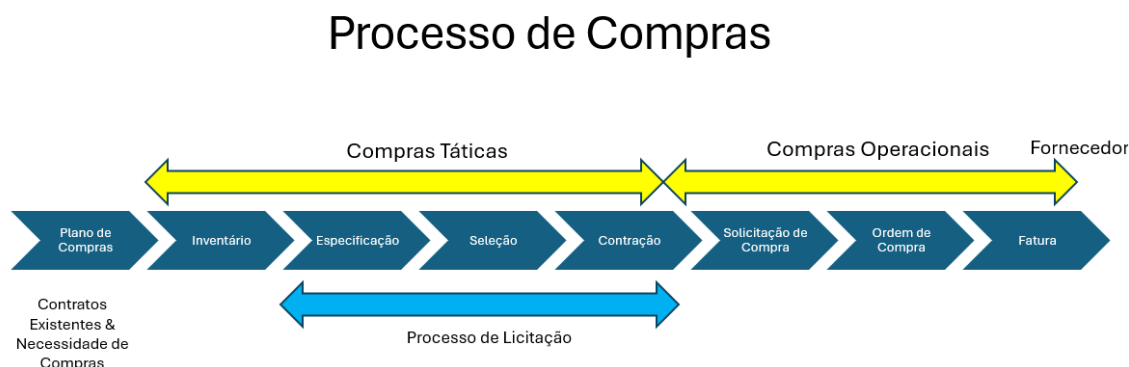 Processo de Compras
Compras Táticas
Compras Operacionais
Fornecedor
Plano de
Compras
Inventário
Especificação
Seleção
Contração
Solicitação de
Compra
Ordem de
Compra
Fatura
Contratos
Existentes &
Necessidade de
Compras
Processo de Licitação